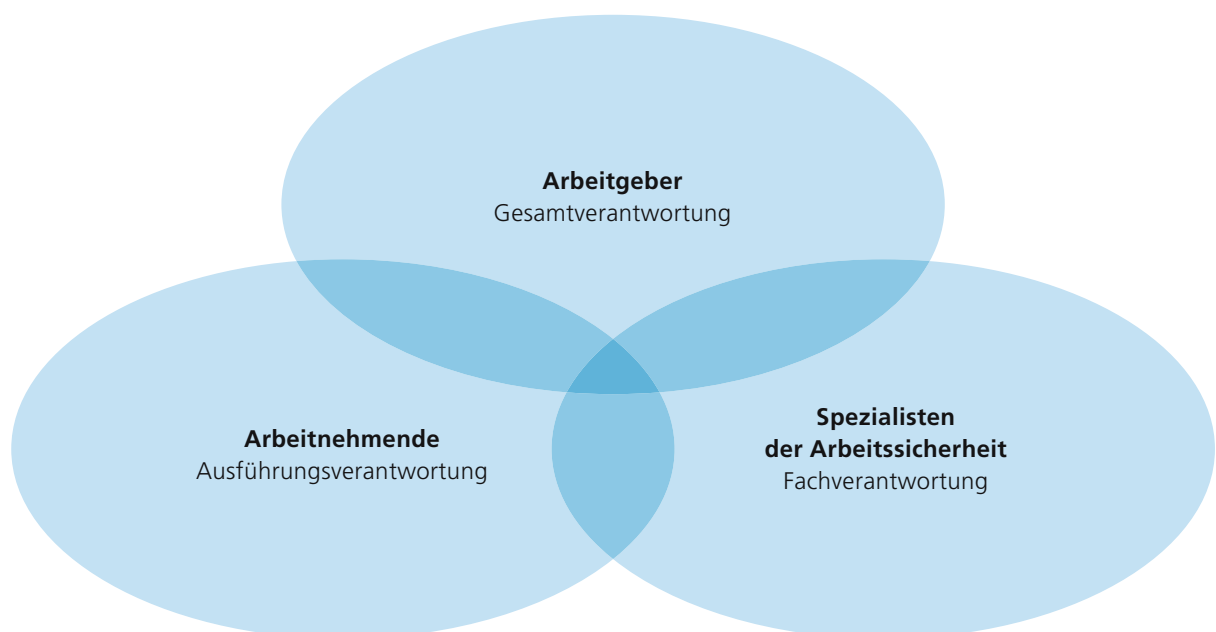 Arbeitgeber
Gesamtverantwortung
Arbeitnehmende
Ausführungsverantwortung
Spezialisten
der Arbeitssicherheit
Fachverantwortung